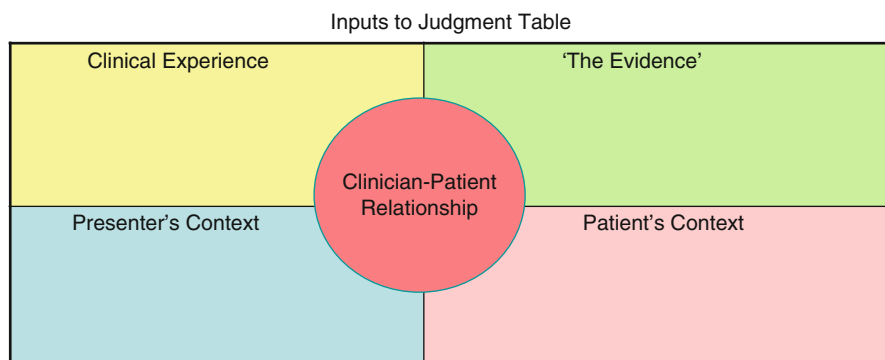 Inputs to Judgment Table
Clinical Experience
‘The Evidence’
Clinician-Patient
Relationship
Presenter’s Context
Patient’s Context